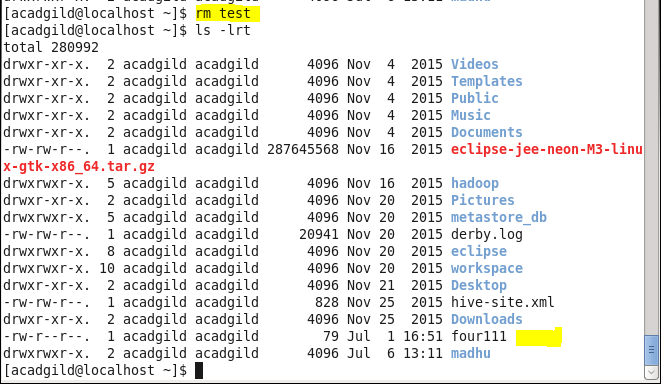 [acadgild@localhost ~]$ rm test
[acadgild@localhost ~]$ ls -lrt
total 280992
drwxr-xr-x. 2 acadgild acadgild 4096 Nov 4 2015 Videos
drwxr-xr-x. 2 acadgild acadgild 4096 Nov 4 2015 Templates
drwxr-xr-x. 2 acadgild acadgild 4096 Nov 4 2015 Public
drwxr-xr-x. 2 acadgild acadgild 4096 Nov 4 2015 Music
drwxr-xr-x. 2 acadgild acadgild 4096 Nov 4 2015 Documents
-rw-rw-r--. 1 acadgild acadgild 287645568 Nov 16 2015 eclipse-jee-neon-M3-linu
x-gtk-x86_64.tar.gz
drwxrwxr-x. 5 acadgild acadgild 4096 Nov 16 2015 hadoop
drwxr-xr-x. 2 acadgild acadgild 4096 Nov 20 2015 Pictures
drwxrwxr-x. 5 acadgild acadgild 4096 Nov 20 2015 metastore_db
-rw-rw-r--. 1 acadgild acadgild 20941 Nov 20 2015 derby.log
drwxrwxr-x. 8 acadgild acadgild 4096 Nov 20 2015 eclipse
drwxrwxr-x. 10 acadgild acadgild 4096 Nov 20 2015 workspace
drwxr-xr-x. 2 acadgild acadgild 4096 Nov 21 2015 Desktop
-rw-rw-r--. 1 acadgild acadgild 828 Nov 25 2015 hive-site.xml
drwxr-xr-x. 2 acadgild acadgild 4096 Nov 25 2015 Downloads
-rw-r--r--. 1 acadgild acadgild 79 Jul 1 16:51 four111
drwxrwxr-x. 2 acadgild acadgild 4096 Jul 6 13:11 madhu
[acadgild@localhost ~]$